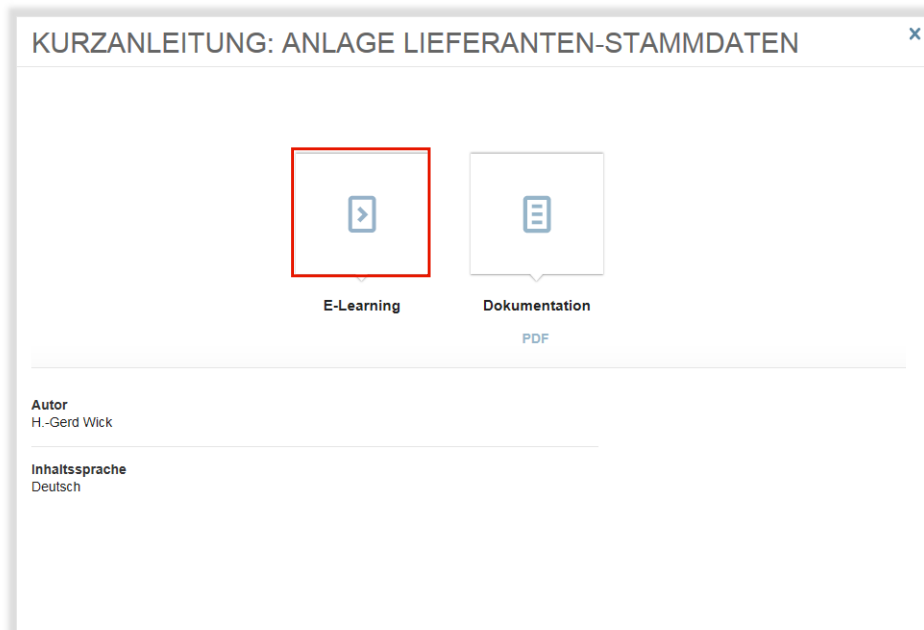 KURZANLEITUNG: ANLAGE LIEFERANTEN-STAMMDATEN
E-Learning
Dokumentation
PDF
Autor
H.-Gerd Wick
Inhaltssprache
Deutsch